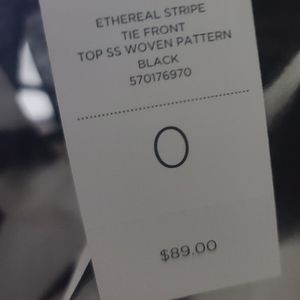 ETHEREAL STRIPE
TIE FRONT
TOP SS WOVEN PATTERN
BLACK
570176970
0
$89.00